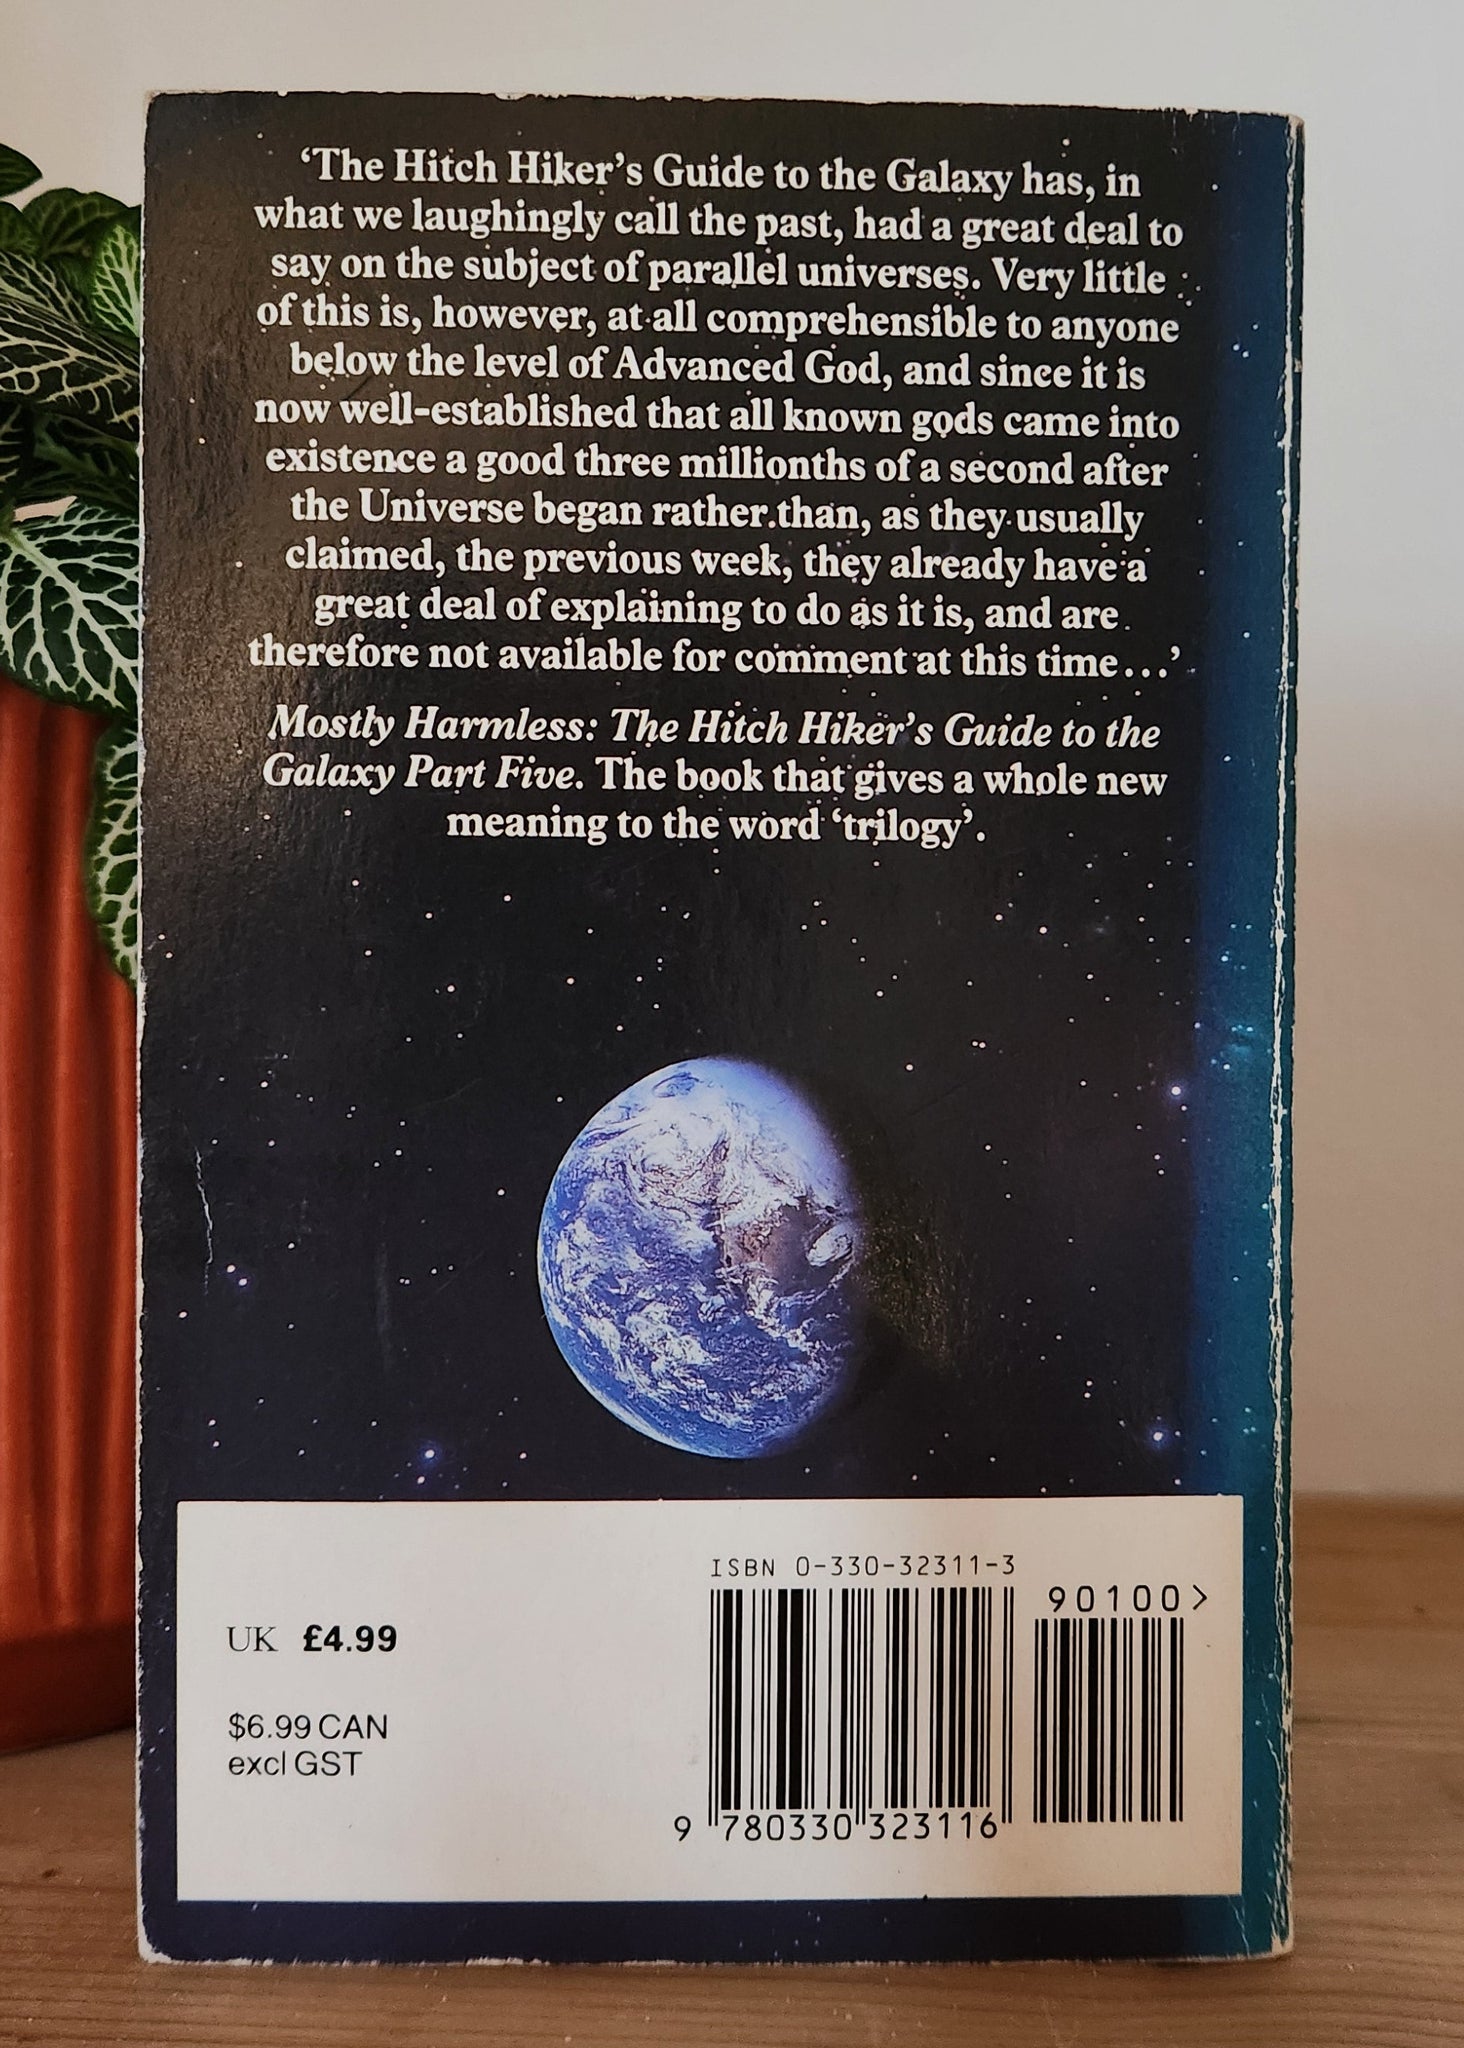 ‘The Hitch Hiker’s Guide to the Galaxy has, in
what we laughingly call the past, had a great deal to
say on the subject of parallel universes. Very little
of this is, however, at all comprehensible to anyone
below the level of Advanced God, and since it is
now well-established that all known gods came into
existence a good three millionths of a second after
the Universe began rather than, as they usually
claimed, the previous week, they already have a
great deal of explaining to do as it is, and are
therefore not available for comment at this time...’
Mostly Harmless: The Hitch Hiker’s Guide to the
Galaxy Part Five. The book that gives a whole new
meaning to the word ‘trilogy’.
UK £4.99
$6.99 CAN
excl GST
ISBN 0-330-32311-3
90100>
9 780330 323116